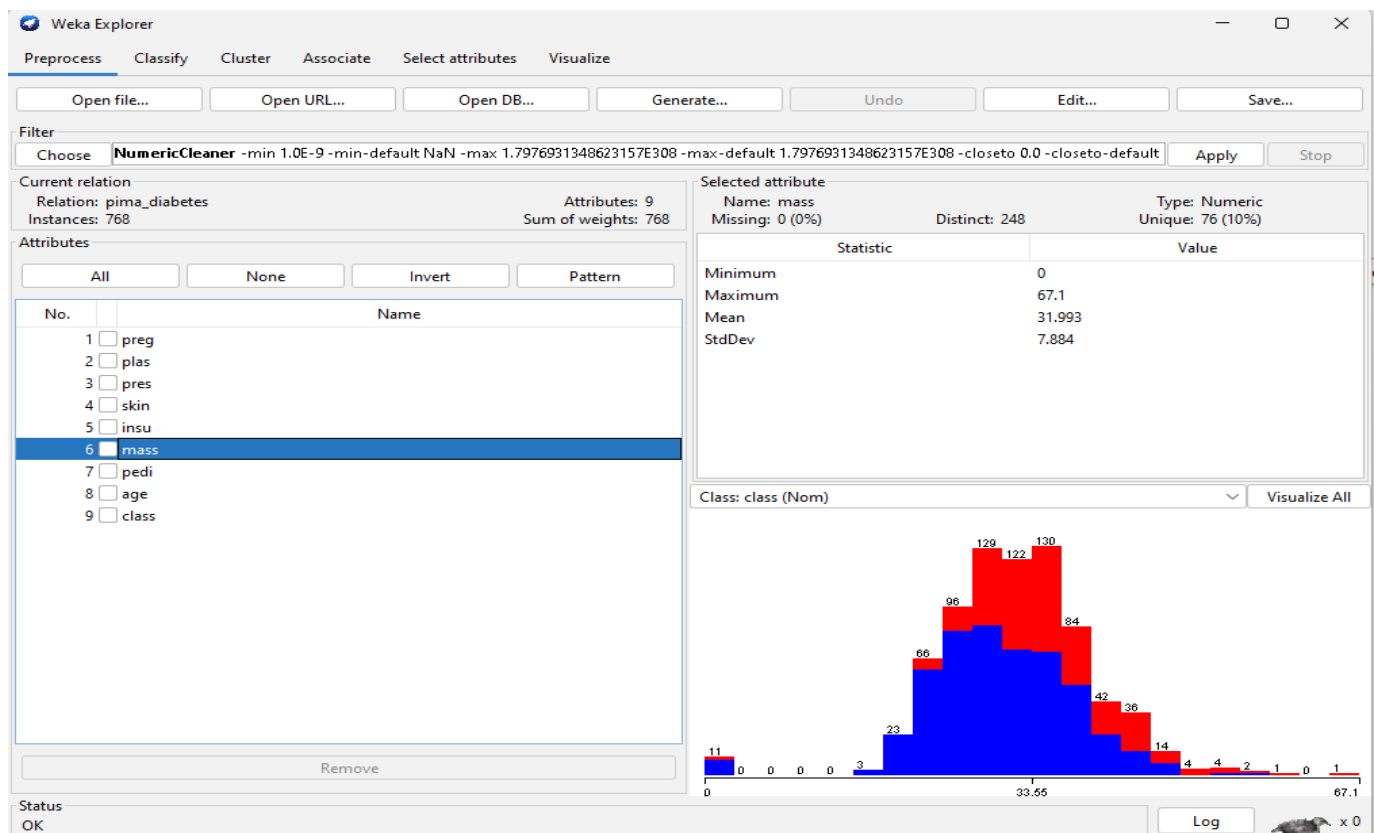 Weka Explorer
Preprocess Classify Cluster Associate Select attributes Visualize
Open file... Open URL... Open DB... Generate... Undo Edit... Save...
Filter
Choose NumericCleaner -min 1.0E-9 -min-default NaN -max 1.7976931348623157E308 -max-default 1.7976931348623157E308 -closeto 0.0 -closeto-default Apply Stop
Current relation
Relation: pima_diabetes Attributes: 9
Instances: 768 Sum of weights: 768
Selected attribute
Name: mass Type: Numeric
Missing: 0 (0%) Distinct: 248 Unique: 76 (10%)
Attributes
All None Invert Pattern
No. Name
1 preg
2 plas
3 pres
4 skin
5 insu
6 mass
7 pedi
8 age
9 class
Remove
Statistic Value
Minimum 0
Maximum 67.1
Mean 31.993
StdDev 7.884
Class: class (Nom) Visualize All
11 0 0 0 0 3 23 66 96 129 122 130 84 42 36 14 4 4 2 1 0 1
0 33.55 67.1
Status
OK Log x 0